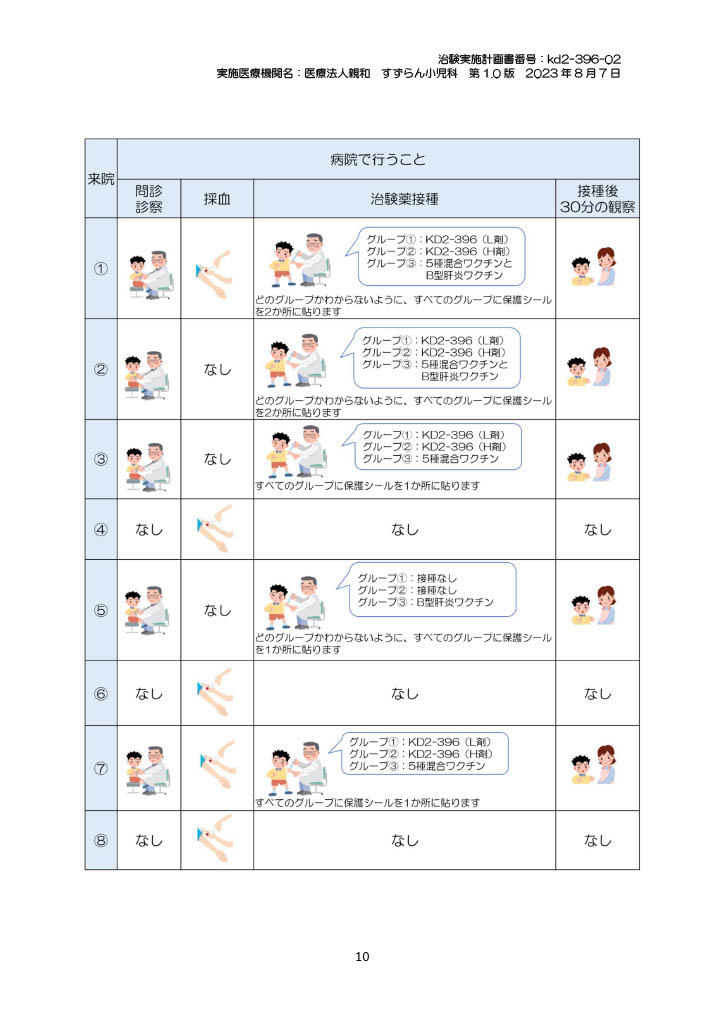 治験実施計画書番号：kd2-396-02
実施医療機関名：医療法人親和　すずらん小児科　第 1.0 版　2023 年 8 月 7 日
来院
病院で行うこと
問診
診察
採血
治験薬接種
接種後
30分の観察
①
グループ①：KD2-396（L剤）
グループ②：KD2-396（H剤）
グループ③：5種混合ワクチンと
B型肝炎ワクチン
どのグループかわからないように、すべてのグループに保護シール
を2か所に貼ります
②
なし
グループ①：KD2-396（L剤）
グループ②：KD2-396（H剤）
グループ③：5種混合ワクチンと
B型肝炎ワクチン
どのグループかわからないように、すべてのグループに保護シール
を2か所に貼ります
③
なし
グループ①：KD2-396（L剤）
グループ②：KD2-396（H剤）
グループ③：5種混合ワクチン
すべてのグループに保護シールを1か所に貼ります
④
なし
なし
なし
⑤
なし
グループ①：接種なし
グループ②：接種なし
グループ③：B型肝炎ワクチン
どのグループかわからないように、すべてのグループに保護シール
を1か所に貼ります
⑥
なし
なし
なし
⑦
グループ①：KD2-396（L剤）
グループ②：KD2-396（H剤）
グループ③：5種混合ワクチン
すべてのグループに保護シールを1か所に貼ります
⑧
なし
なし
なし
10